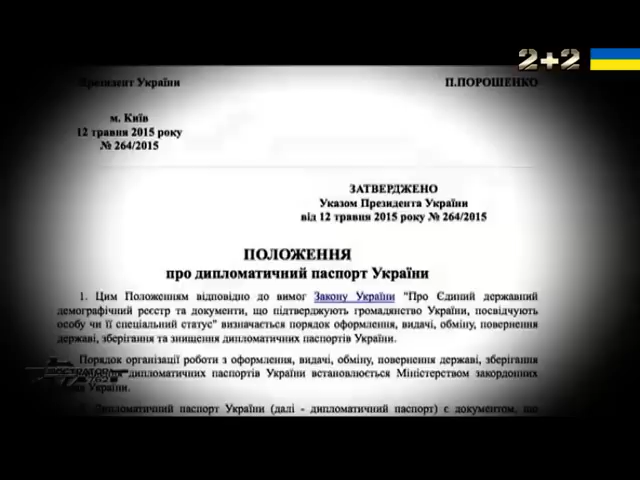 2+2
Президент України П.ПОРОШЕНКО
м. Київ
12 травня 2015 року
№ 264/2015
ЗАТВЕРДЖЕНО
Указом Президента України
від 12 травня 2015 року № 264/2015
ПОЛОЖЕННЯ
про дипломатичний паспорт України
1. Цим Положенням відповідно до вимог Закону України "Про Єдиний державний
демографічний реєстр та документи, що підтверджують громадянство України, посвідчують
особу чи її спеціальний статус" визначається порядок оформлення, видачі, обміну, повернення
державі, зберігання та знищення дипломатичних паспортів України.
Порядок організації роботи з оформлення, видачі, обміну, повернення державі, зберігання
дипломатичних паспортів України встановлюється Міністерством закордонних
України.
Дипломатичний паспорт України (далі - дипломатичний паспорт) є документом, що